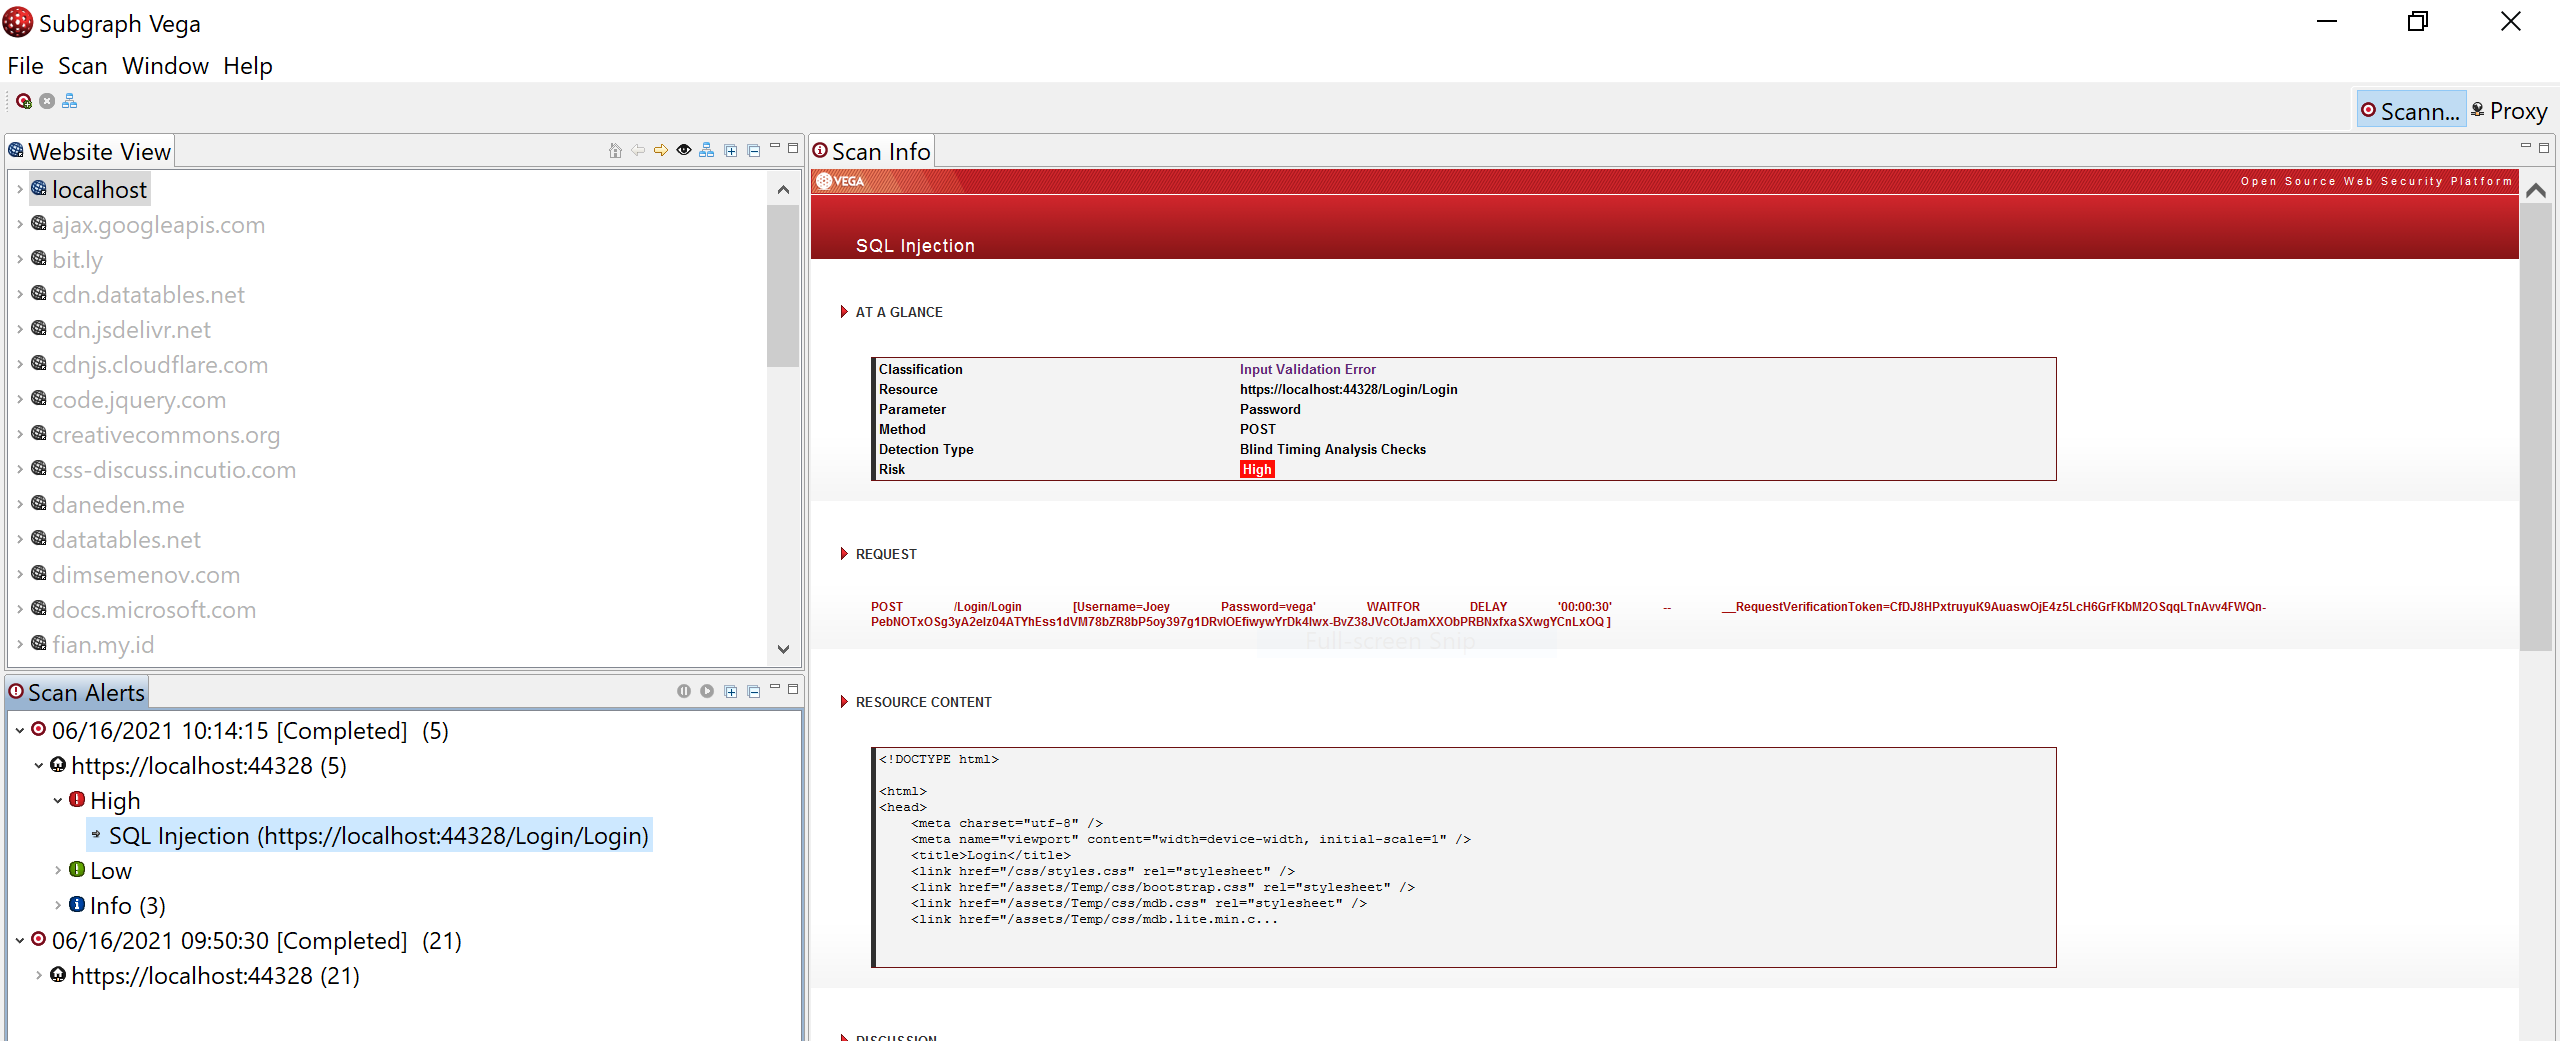 Subgraph Vega
File Scan Window Help
Scann... Proxy
Website View
localhost
ajax.googleapis.com
bit.ly
cdn.datatables.net
cdn.jsdelivr.net
cdnjs.cloudflare.com
code.jquery.com
creativecommons.org
css-discuss.incutio.com
daneden.me
datatables.net
dimsemenov.com
docs.microsoft.com
fian.my.id
Scan Alerts
06/16/2021 10:14:15 [Completed] (5)
https://localhost:44328 (5)
High
SQL Injection (https://localhost:44328/Login/Login)
Low
Info (3)
06/16/2021 09:50:30 [Completed] (21)
https://localhost:44328 (21)
Scan Info
VEGA
Open Source Web Security Platform
SQL Injection
AT A GLANCE
Classification Input Validation Error
Resource https://localhost:44328/Login/Login
Parameter Password
Method POST
Detection Type Blind Timing Analysis Checks
Risk High
REQUEST
POST /Login/Login [Username=Joey Password=vega' WAITFOR DELAY '00:00:30' -- __RequestVerificationToken=CfDJ8HPxtruyuK9AuaswOjE4z5LcH6GrFKbM2OSqqLTnAvv4FWQn-
PebNOTxOSg3yA2elz04ATYhEss1dVM78bZR8bP5oy397g1DRvIOEfiwywYrDk4lwx-BvZ38JVcOtJamXXObPRBNxfxaSXwgYCnLxOQ ]
Full-screen Snip
RESOURCE CONTENT
<!DOCTYPE html>
<html>
<head>
<meta charset="utf-8" />
<meta name="viewport" content="width=device-width, initial-scale=1" />
<title>Login</title>
<link href="/css/styles.css" rel="stylesheet" />
<link href="/assets/Temp/css/bootstrap.css" rel="stylesheet" />
<link href="/assets/Temp/css/mdb.css" rel="stylesheet" />
<link href="/assets/Temp/css/mdb.lite.min.c...
DISCUSSION